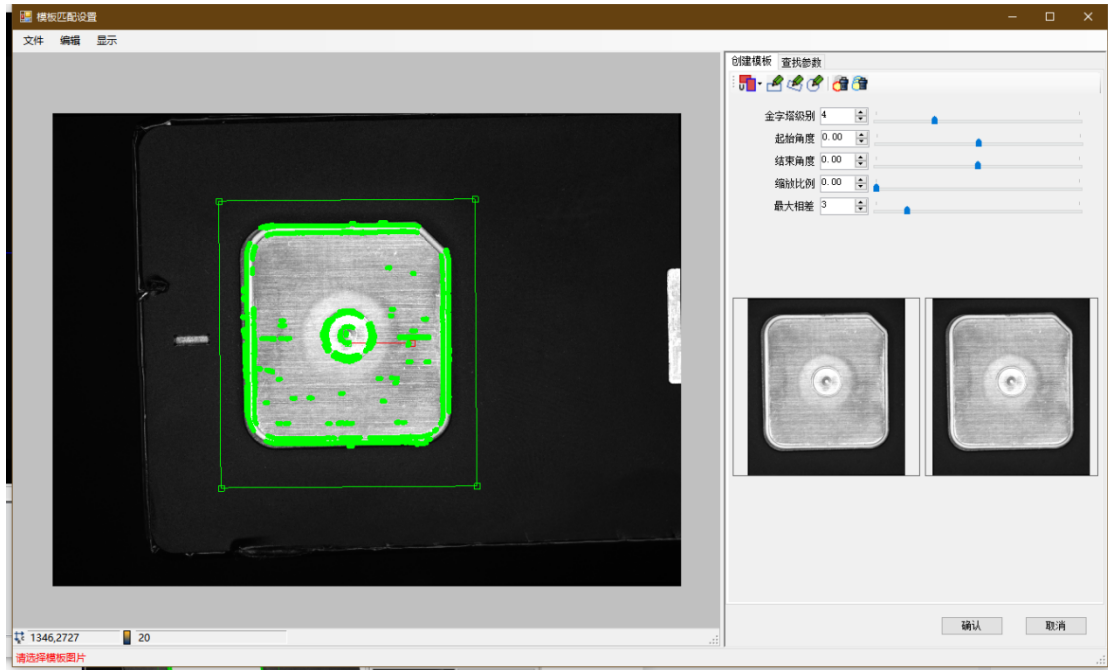 模板匹配设置
文件 编辑 显示
创建模板 查找参数
金字塔级别 4
起始角度 0.00
结束角度 0.00
缩放比例 0.00
最大相差 3
确认 取消
1346,2727 20
请选择模板图片